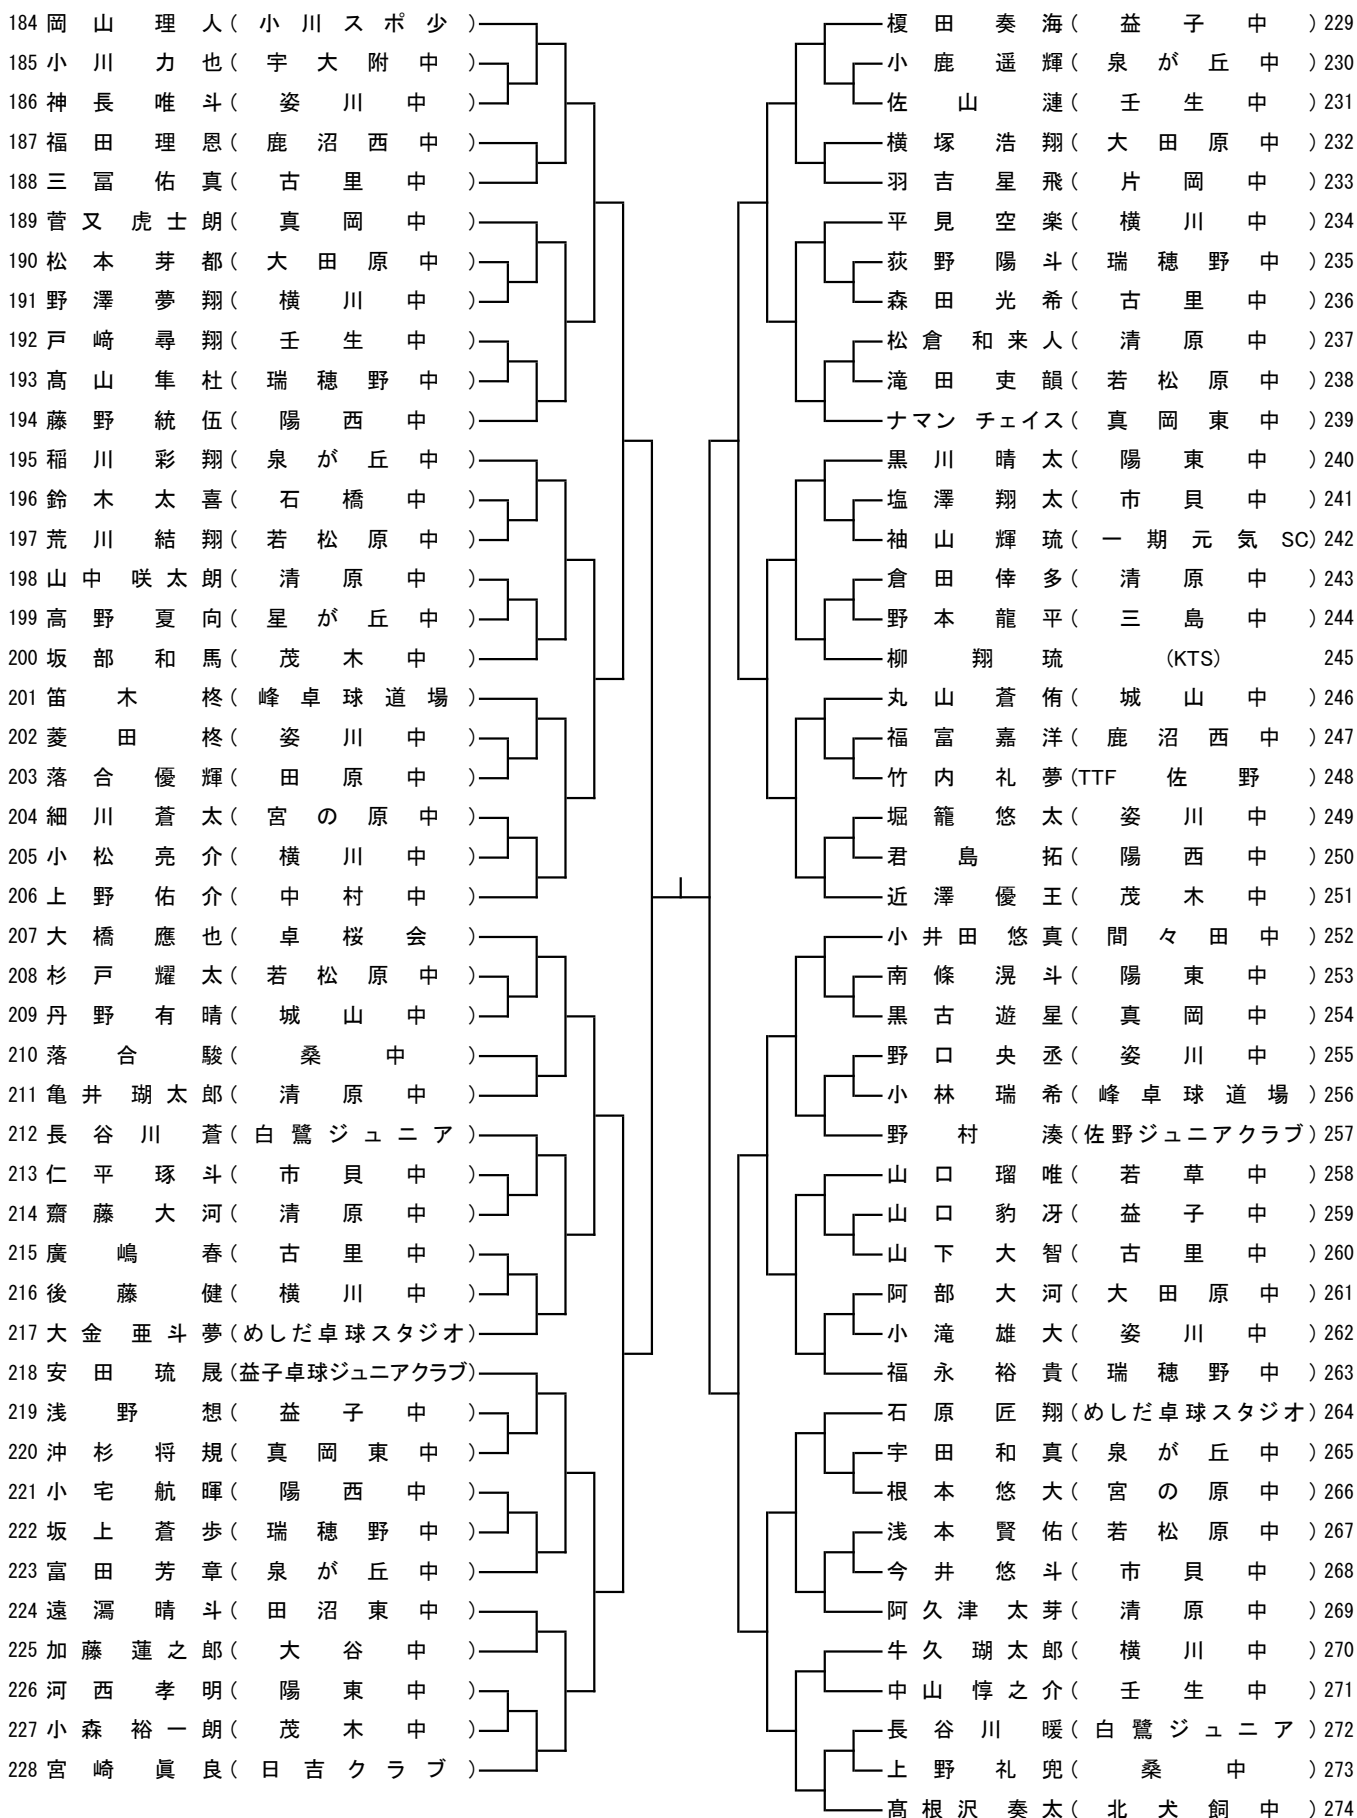 184 岡山理人(小川スポ少)
185 小川力也(宇大附中)
186 神長唯斗(姿川中)
187 福田理恩(鹿沼西中)
188 三冨佑真(古里中)
189 菅又虎士朗(真岡中)
190 松本芽都(大田原中)
191 野澤夢翔(横川中)
192 戸﨑尋翔(壬生中)
193 髙山隼杜(瑞穂野中)
194 藤野統伍(陽西中)
195 稲川彩翔(泉が丘中)
196 鈴木太喜(石橋中)
197 荒川結翔(若松原中)
198 山中咲太朗(清原中)
199 高野夏向(星が丘中)
200 坂部和馬(茂木中)
201 笛木柊(峰卓球道場)
202 菱田柊(姿川中)
203 落合優輝(田原中)
204 細川蒼太(宮の原中)
205 小松亮介(横川中)
206 上野佑介(中村中)
207 大橋應也(卓桜会)
208 杉戸耀太(若松原中)
209 丹野有晴(城山中)
210 落合駿(桑中)
211 亀井瑚太郎(清原中)
212 長谷川蒼(白鷺ジュニア)
213 仁平琢斗(市貝中)
214 齋藤大河(清原中)
215 廣嶋春(古里中)
216 後藤健(横川中)
217 大金亜斗夢(めしだ卓球スタジオ)
218 安田琉晟(益子卓球ジュニアクラブ)
219 浅野想(益子中)
220 沖杉将規(真岡東中)
221 小宅航暉(陽西中)
222 坂上蒼歩(瑞穂野中)
223 富田芳章(泉が丘中)
224 遠藤晴斗(田沼東中)
225 加藤蓮之郎(大谷中)
226 河西孝明(陽東中)
227 小森裕一朗(茂木中)
228 宮崎眞良(日吉クラブ)
榎田奏海(益子中)229
小鹿遥輝(泉が丘中)230
佐山漣(壬生中)231
横塚浩翔(大田原中)232
羽吉星飛(片岡中)233
平見空楽(横川中)234
荻野陽斗(瑞穂野中)235
森田光希(古里中)236
松倉和来人(清原中)237
滝田吏韻(若松原中)238
ナマン チェイス(真岡東中)239
黒川晴太(陽東中)240
塩澤翔太(市貝中)241
袖山輝琉(一期元気SC)242
倉田倖多(清原中)243
野本龍平(三島中)244
柳翔琉(KTS)245
丸山蒼侑(城山中)246
福富嘉洋(鹿沼西中)247
竹内礼夢(TTF佐野)248
堀籠悠太(姿川中)249
君島拓(陽西中)250
近澤優王(茂木中)251
小井田悠真(間々田中)252
南條滉斗(陽東中)253
黒古遊星(真岡中)254
野口央丞(姿川中)255
小林瑞希(峰卓球道場)256
野村湊(佐野ジュニアクラブ)257
山口瑠唯(若草中)258
山口豹冴(益子中)259
山下大智(古里中)260
阿部大河(大田原中)261
小滝雄大(姿川中)262
福永裕貴(瑞穂野中)263
石原匠翔(めしだ卓球スタジオ)264
宇田和真(泉が丘中)265
根本悠大(宮の原中)266
浅本賢佑(若松原中)267
今井悠斗(市貝中)268
阿久津太芽(清原中)269
牛久瑚太郎(横川中)270
中山惇之介(壬生中)271
長谷川暖(白鷺ジュニア)272
上野礼兜(桑中)273
髙根沢奏太(北犬飼中)274